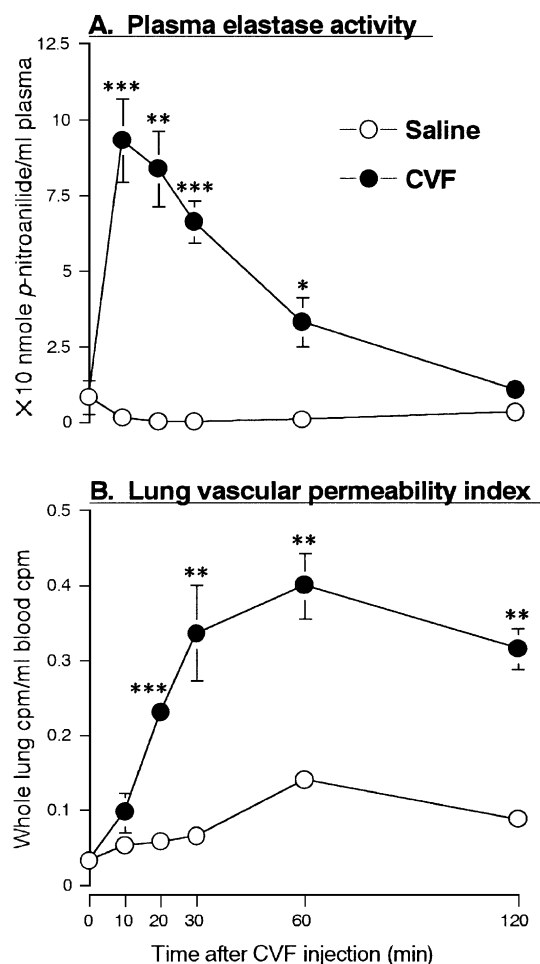 A. Plasma elastase activity
12.5
10
7.5
5
2.5
0
X10 nmole p-nitroanilide/ml plasma
***
**
***
*
Saline
CVF
B. Lung vascular permeability index
0.5
0.4
0.3
0.2
0.1
0
Whole lung cpm/ml blood cpm
***
**
**
**
0 10 20 30 60 120
Time after CVF injection (min)